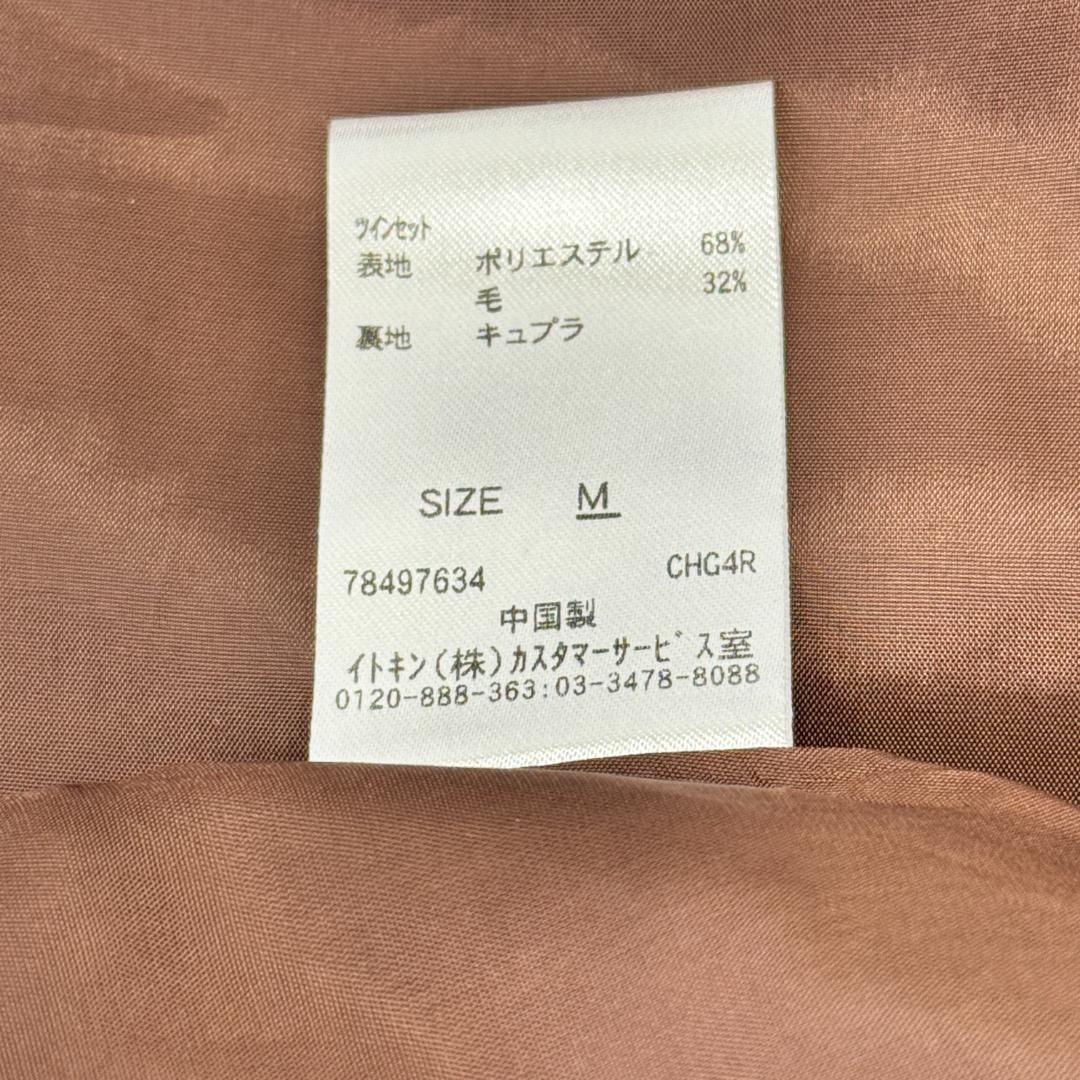 ツインセット
表地 ポリエステル 68%
毛 32%
裏地 キュプラ
SIZE M
78497634 CHG4R
中国製
イトキン(株)カスタマーサービス室
0120-888-363:03-3478-8088